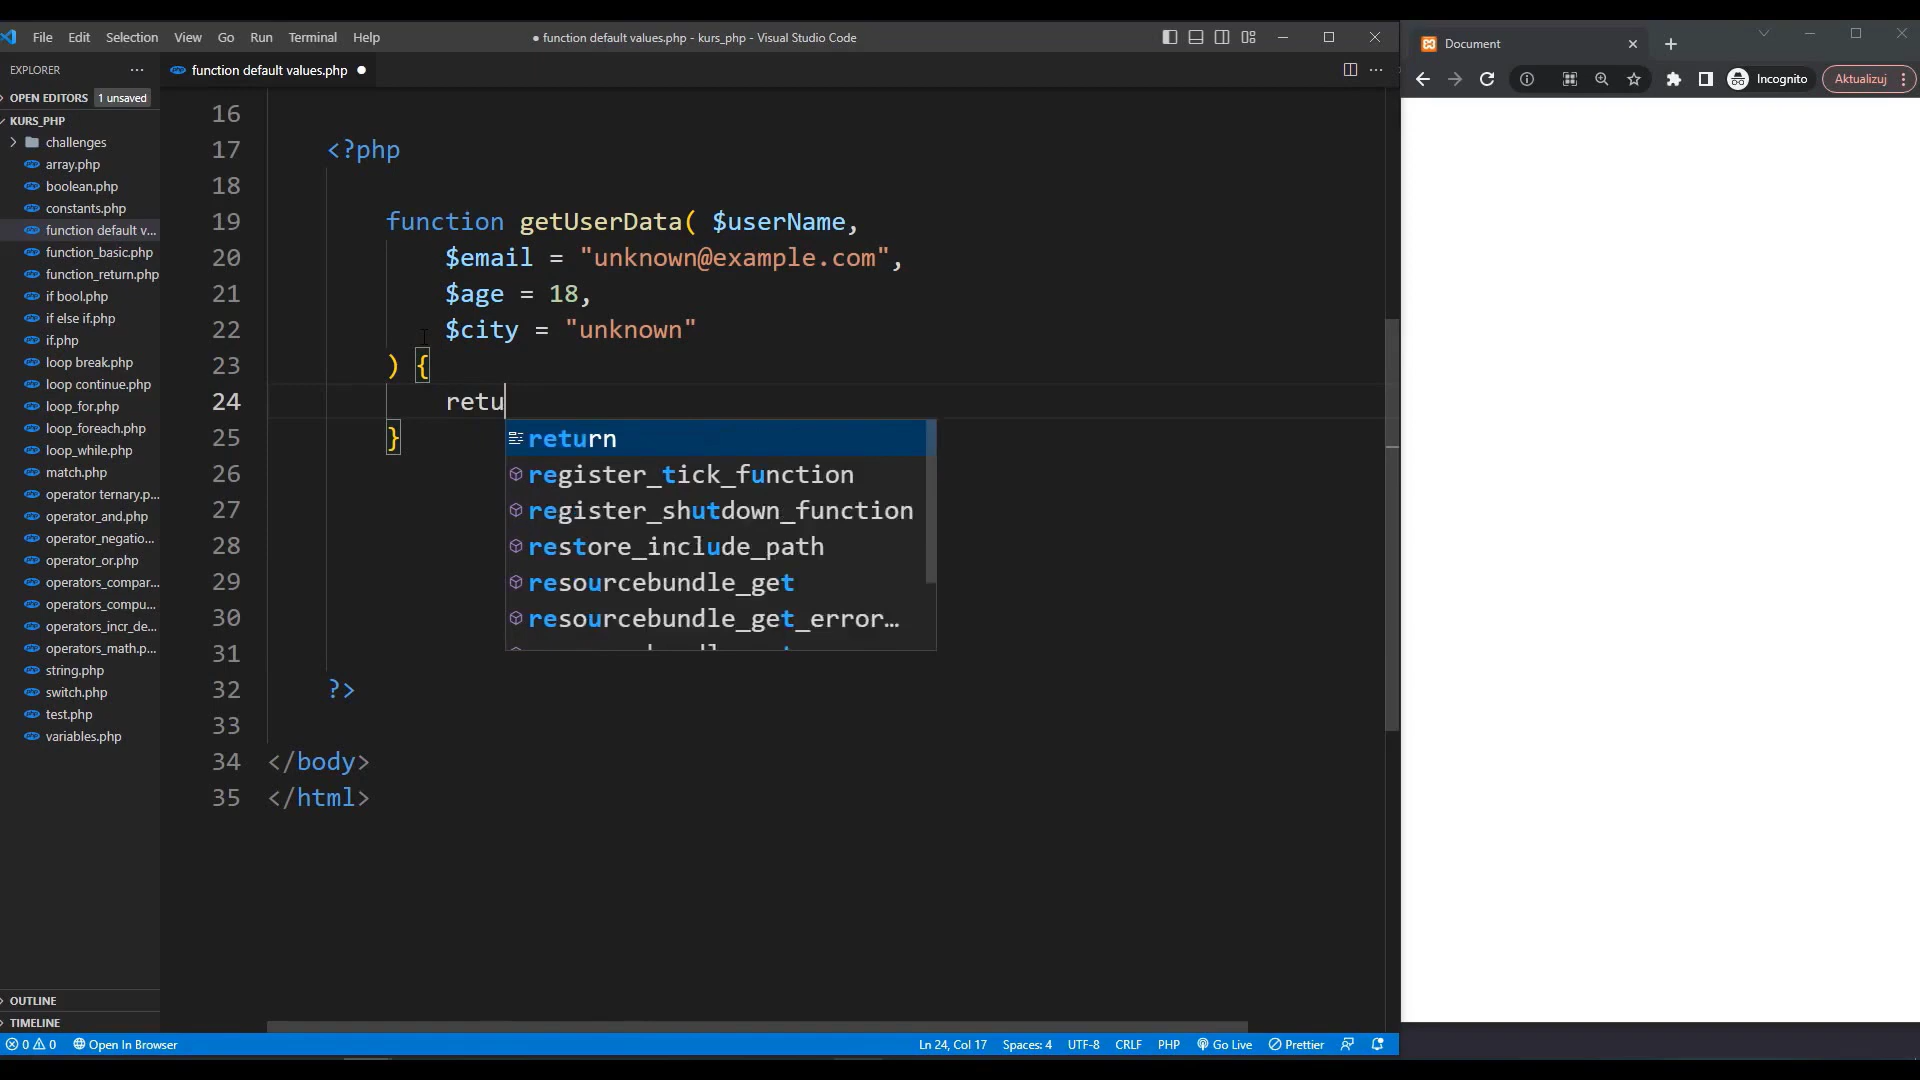 File Edit Selection View Go Run Terminal Help
● function default values.php - kurs_php - Visual Studio Code
Document
EXPLORER
function default values.php
Incognito
Aktualizuj
OPEN EDITORS 1 unsaved
KURS_PHP
challenges
array.php
boolean.php
constants.php
function default v...
function_basic.php
function_return.php
if bool.php
if else if.php
if.php
loop break.php
loop continue.php
loop_for.php
loop_foreach.php
loop_while.php
match.php
operator ternary.p...
operator_and.php
operator_negatio...
operator_or.php
operators_compar...
operators_compu...
operators_incr_de...
operators_math.p...
string.php
switch.php
test.php
variables.php
OUTLINE
TIMELINE
16
17 <?php
18
19 function getUserData( $userName,
20 $email = "unknown@example.com",
21 $age = 18,
22 $city = "unknown"
23 ) {
24 retu
25 }
26
27
28
29
30
31
32 ?>
33
34 </body>
35 </html>
return
register_tick_function
register_shutdown_function
restore_include_path
resourcebundle_get
resourcebundle_get_error...
0 0 Open In Browser
Ln 24, Col 17 Spaces: 4 UTF-8 CRLF PHP Go Live Prettier